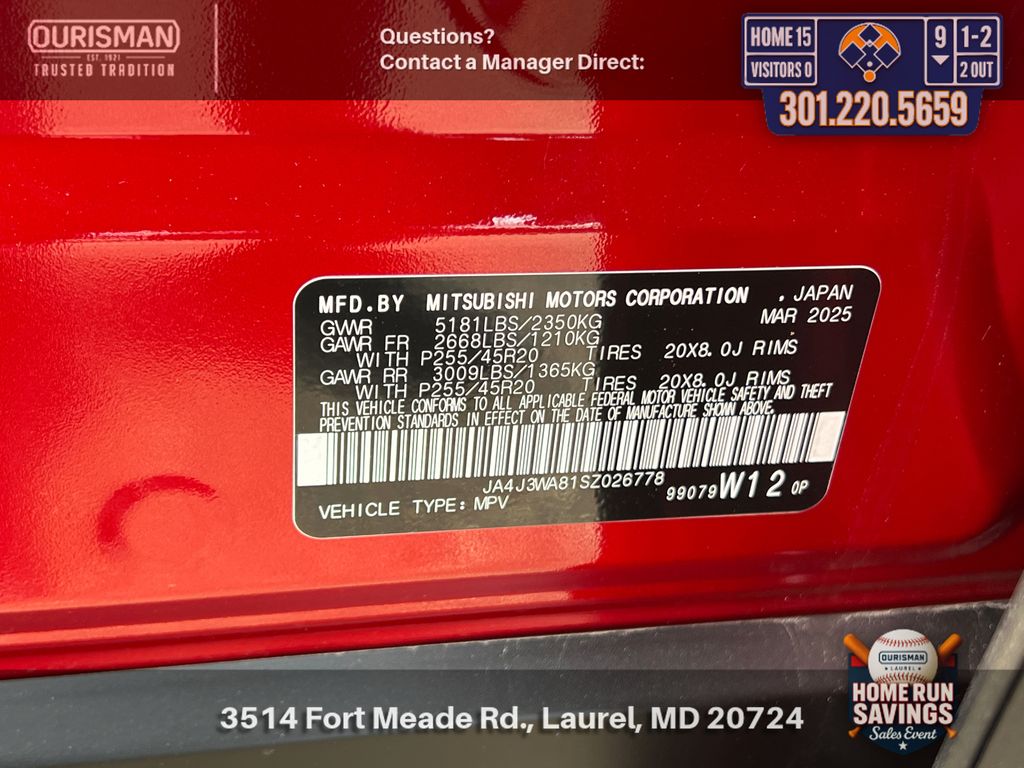 OURISMAN
EST. 1921
TRUSTED TRADITION
Questions?
Contact a Manager Direct:
HOME 15
VISITORS 0
9
1-2
2 OUT
301.220.5659
MFD.BY MITSUBISHI MOTORS CORPORATION . JAPAN
MAR 2025
GVWR 5181LBS/2350KG
GAWR FR 2668LBS/1210KG
WITH P255/45R20 TIRES 20X8.0J RIMS
GAWR RR 3009LBS/1365KG
WITH P255/45R20 TIRES 20X8.0J RIMS
THIS VEHICLE CONFORMS TO ALL APPLICABLE FEDERAL MOTOR VEHICLE SAFETY AND THEFT
PREVENTION STANDARDS IN EFFECT ON THE DATE OF MANUFACTURE SHOWN ABOVE.
JA4J3WA81SZ026778
99079 W12 0P
VEHICLE TYPE: MPV
OURISMAN
LAUREL
HOME RUN
SAVINGS
Sales Event
3514 Fort Meade Rd., Laurel, MD 20724